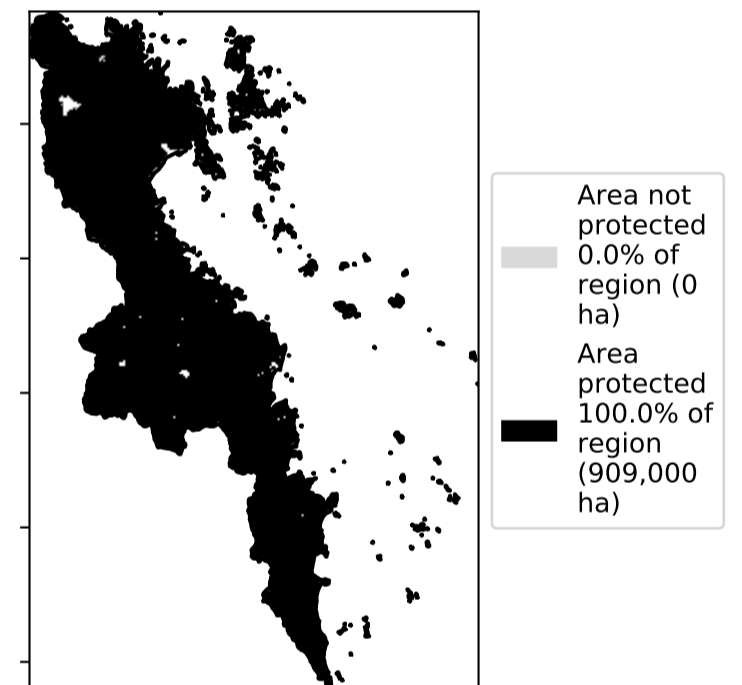 Area not
protected
0.0% of
region (0
ha)
Area
protected
100.0% of
region
(909,000
ha)